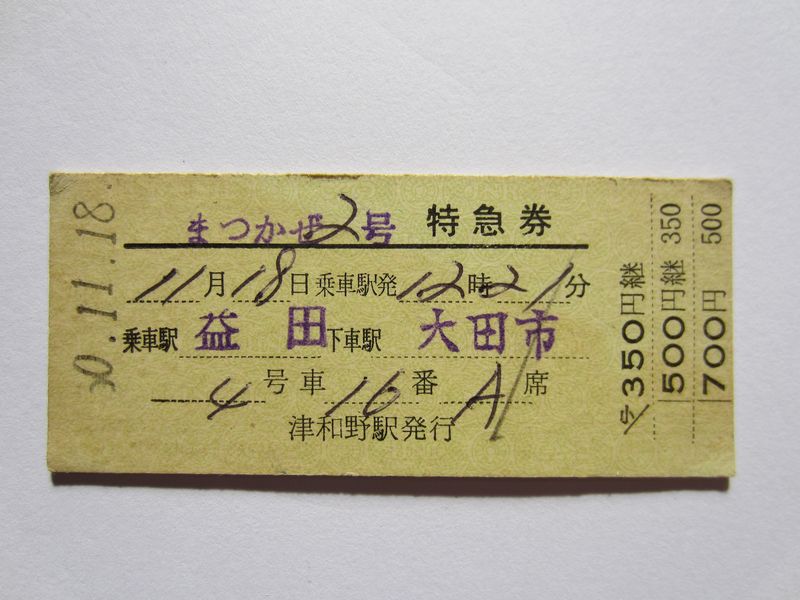 まつかぜ2号 特急券
11月18日乗車駅発12時21分
乗車駅 益田 下車駅 大田市
4号車16番A席
津和野駅発行
350円継
500円継 350
700円 500
50.11.18.